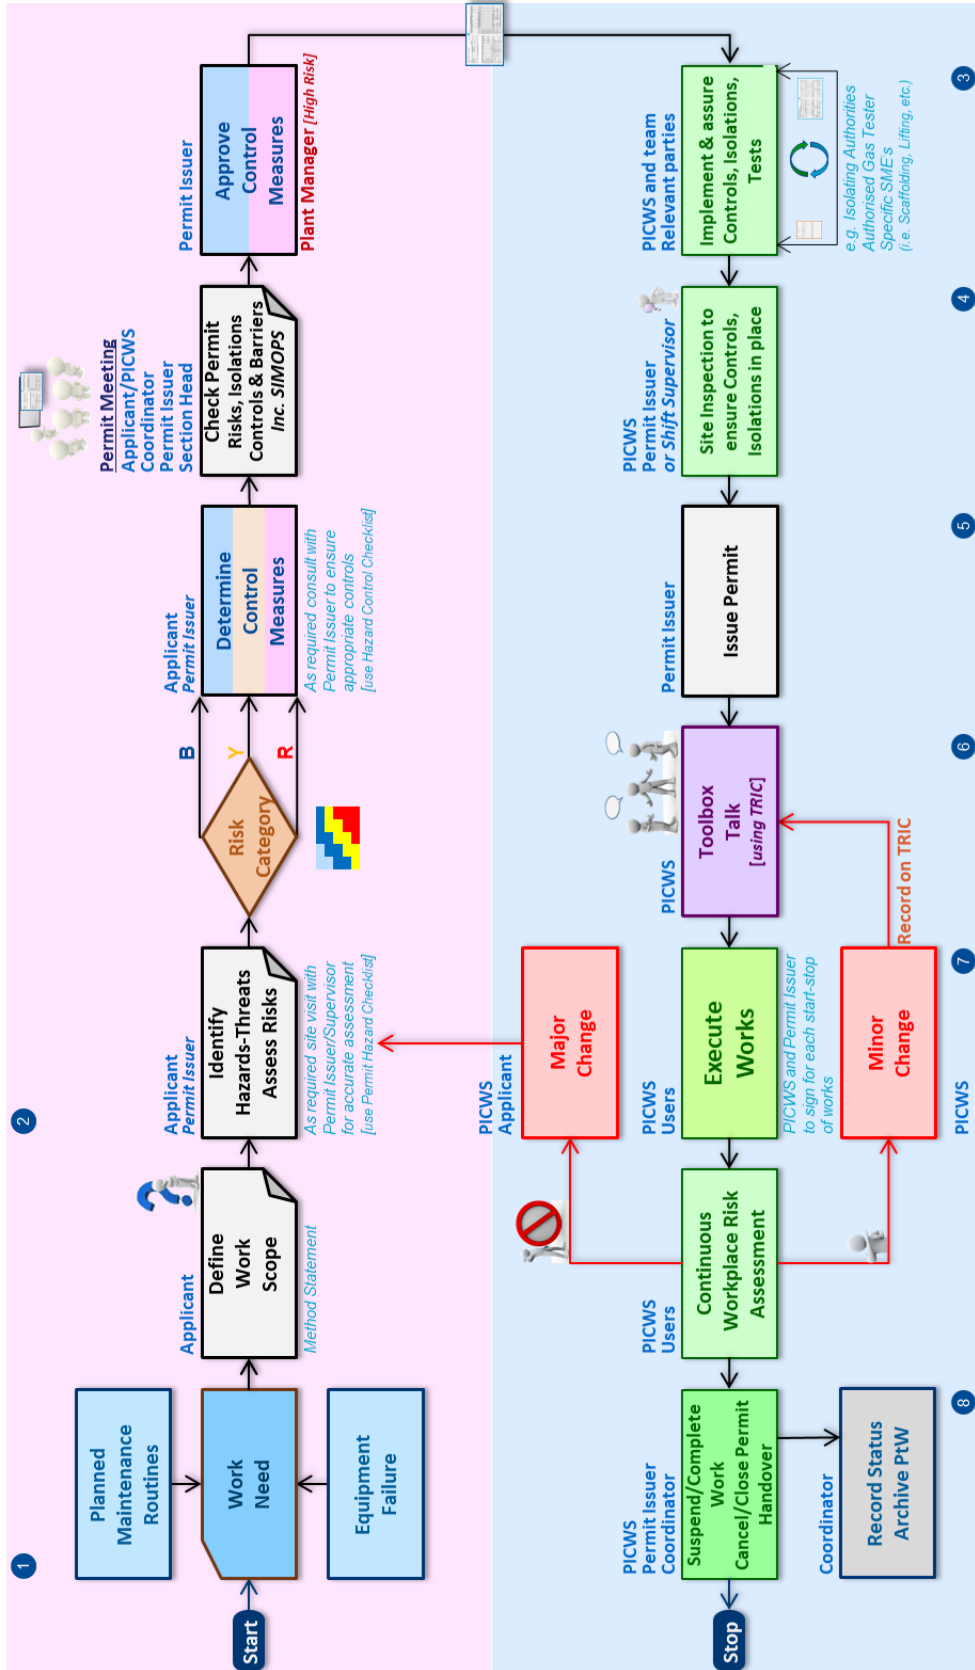 1
2
Start
Planned
Maintenance
Routines
Work
Need
Equipment
Failure
Applicant
Define
Work
Scope
Method Statement
Applicant
Permit Issuer
Identify
Hazards-Threats
Assess Risks
As required site visit with
Permit Issuer/Supervisor
for accurate assessment
[use Permit Hazard Checklist]
Risk
Category
B
Y
R
Applicant
Permit Issuer
Determine
Control
Measures
As required consult with
Permit Issuer to ensure
appropriate controls
[use Hazard Control Checklist]
Permit Meeting
Applicant/PICWS
Coordinator
Permit Issuer
Section Head
Check Permit
Risks, Isolations
Controls & Barriers
Inc. SIMOPS
Permit Issuer
Approve
Control
Measures
Plant Manager [High Risk]
PICWS and team
Relevant parties
Implement & assure
Controls, Isolations,
Tests
e.g. Isolating Authorities
Authorised Gas Tester
Specific SME's
(i.e. Scaffolding, Lifting, etc.)
3
PICWS
Permit Issuer
or Shift Supervisor
Site Inspection to
ensure Controls,
Isolations in place
4
Permit Issuer
Issue Permit
5
PICWS
Toolbox
Talk
[using TRIC]
6
PICWS
Users
Execute
Works
PICWS and Permit Issuer
to sign for each start-stop
of works
PICWS
Applicant
Major
Change
Minor
Change
Record on TRIC
PICWS
7
PICWS
Users
Continuous
Workplace Risk
Assessment
PICWS
Permit Issuer
Coordinator
Suspend/Complete
Work
Cancel/Close Permit
Handover
Coordinator
Record Status
Archive PtW
8
Stop